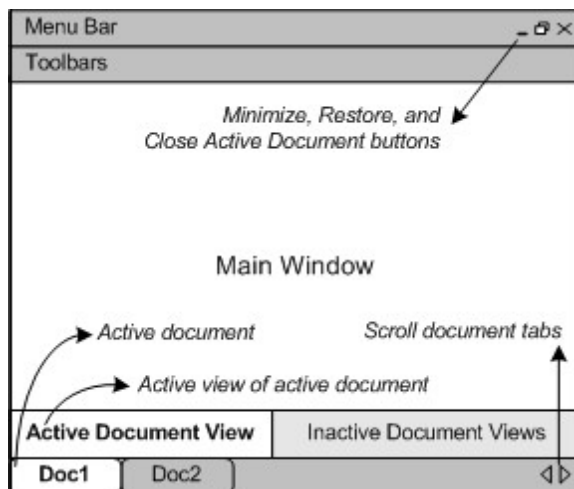 Menu Bar
Toolbars
Minimize, Restore, and
Close Active Document buttons
Main Window
Active document
Scroll document tabs
Active view of active document
Active Document View
Inactive Document Views
Doc1
Doc2